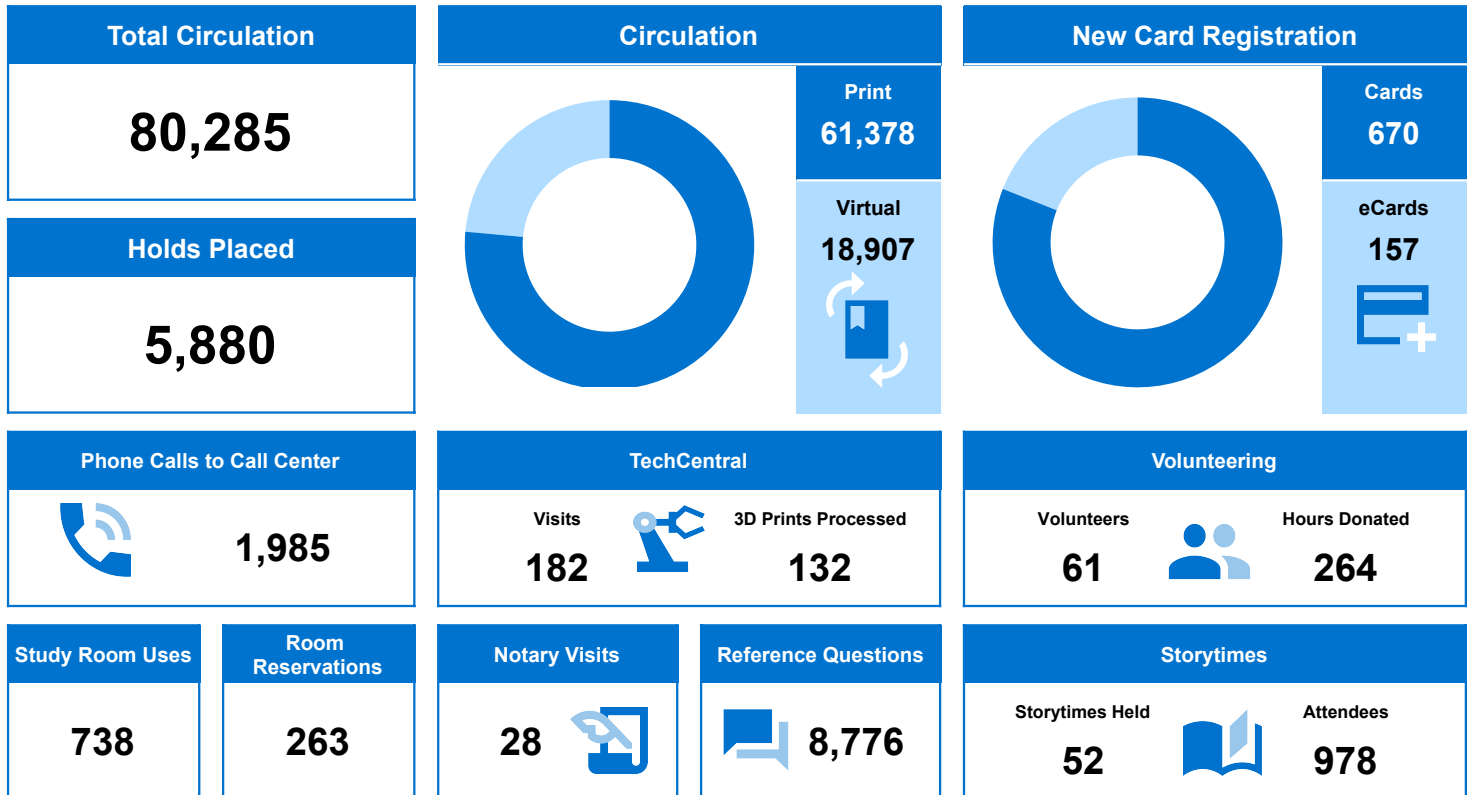 Total Circulation
80,285
Circulation
Print
61,378
Virtual
18,907
New Card Registration
Cards
670
eCards
157
Holds Placed
5,880
Phone Calls to Call Center
1,985
TechCentral
Visits
182
3D Prints Processed
132
Volunteering
Volunteers
61
Hours Donated
264
Study Room Uses
738
Room
Reservations
263
Notary Visits
28
Reference Questions
8,776
Storytimes
Storytimes Held
52
Attendees
978